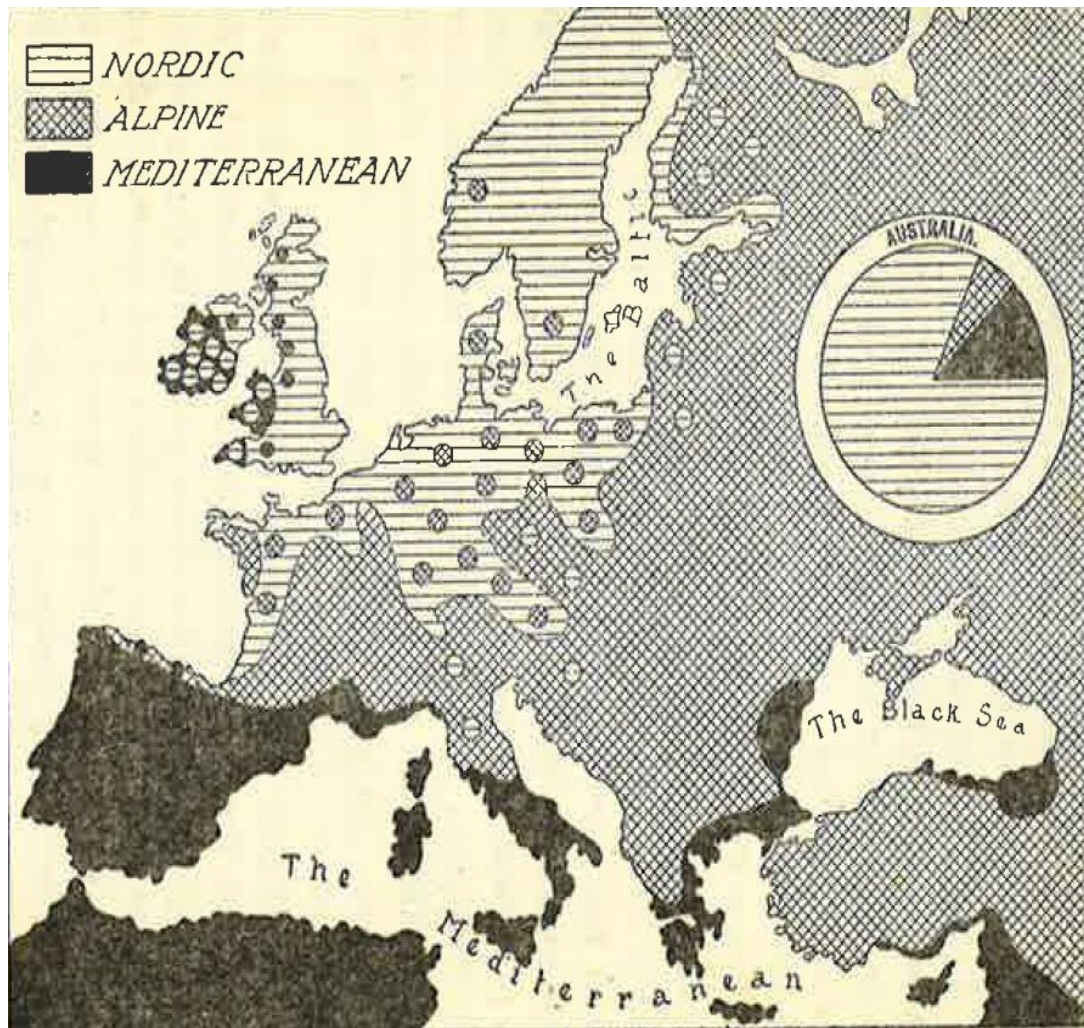 NORDIC
ALPINE
MEDITERRANEAN
AUSTRALIA.
The Baltic
The Black Sea
The
Mediterranean